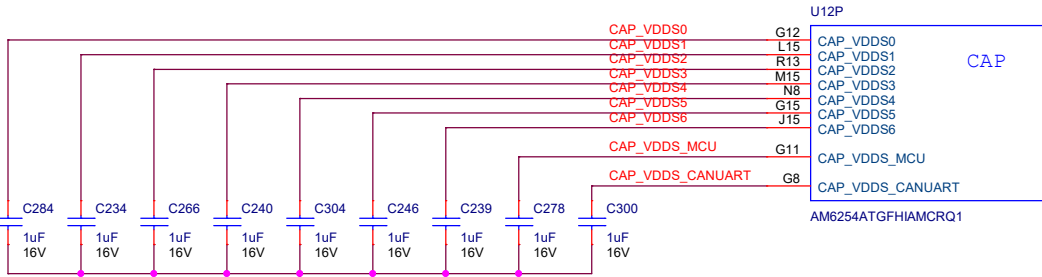 U12P
CAP_VDDS0 G12 CAP_VDDS0
CAP_VDDS1 L15 CAP_VDDS1
CAP_VDDS2 R13 CAP_VDDS2
CAP_VDDS3 M15 CAP_VDDS3
CAP_VDDS4 N8 CAP_VDDS4
CAP_VDDS5 G15 CAP_VDDS5
CAP_VDDS6 J15 CAP_VDDS6
CAP
CAP_VDDS_MCU G11 CAP_VDDS_MCU
CAP_VDDS_CANUART G8 CAP_VDDS_CANUART
AM6254ATGFHIAMCRQ1
C284 C234 C266 C240 C304 C246 C239 C278 C300
1uF 1uF 1uF 1uF 1uF 1uF 1uF 1uF 1uF
16V 16V 16V 16V 16V 16V 16V 16V 16V